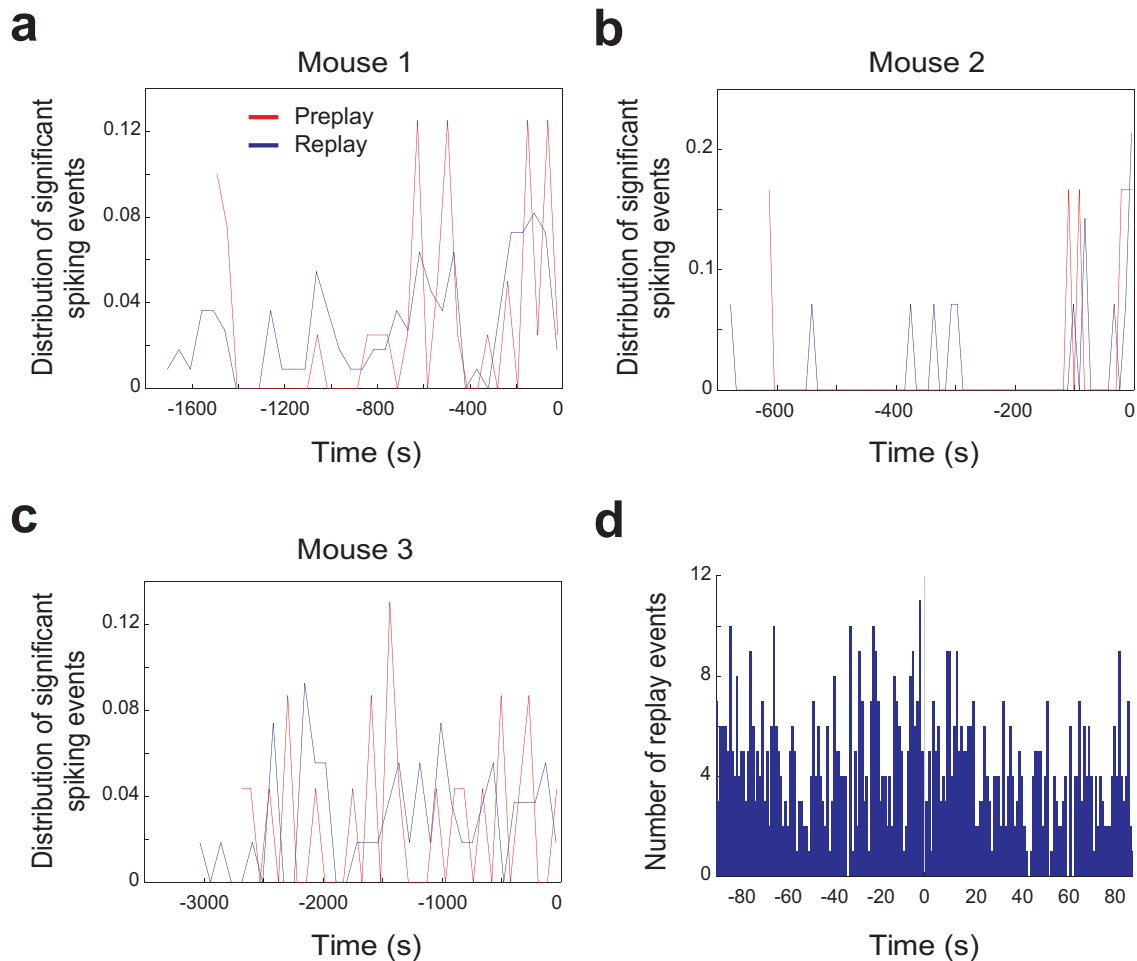 a
Mouse 1
Distribution of significant
spiking events
0.12
0.08
0.04
0
Preplay
Replay
-1600
-1200
-800
-400
0
Time (s)
b
Mouse 2
Distribution of significant
spiking events
0.2
0.1
0
-600
-400
-200
0
Time (s)
c
Mouse 3
Distribution of significant
spiking events
0.12
0.08
0.04
0
-3000
-2000
-1000
0
Time (s)
d
Number of replay events
12
8
4
0
-80
-60
-40
-20
0
20
40
60
80
Time (s)